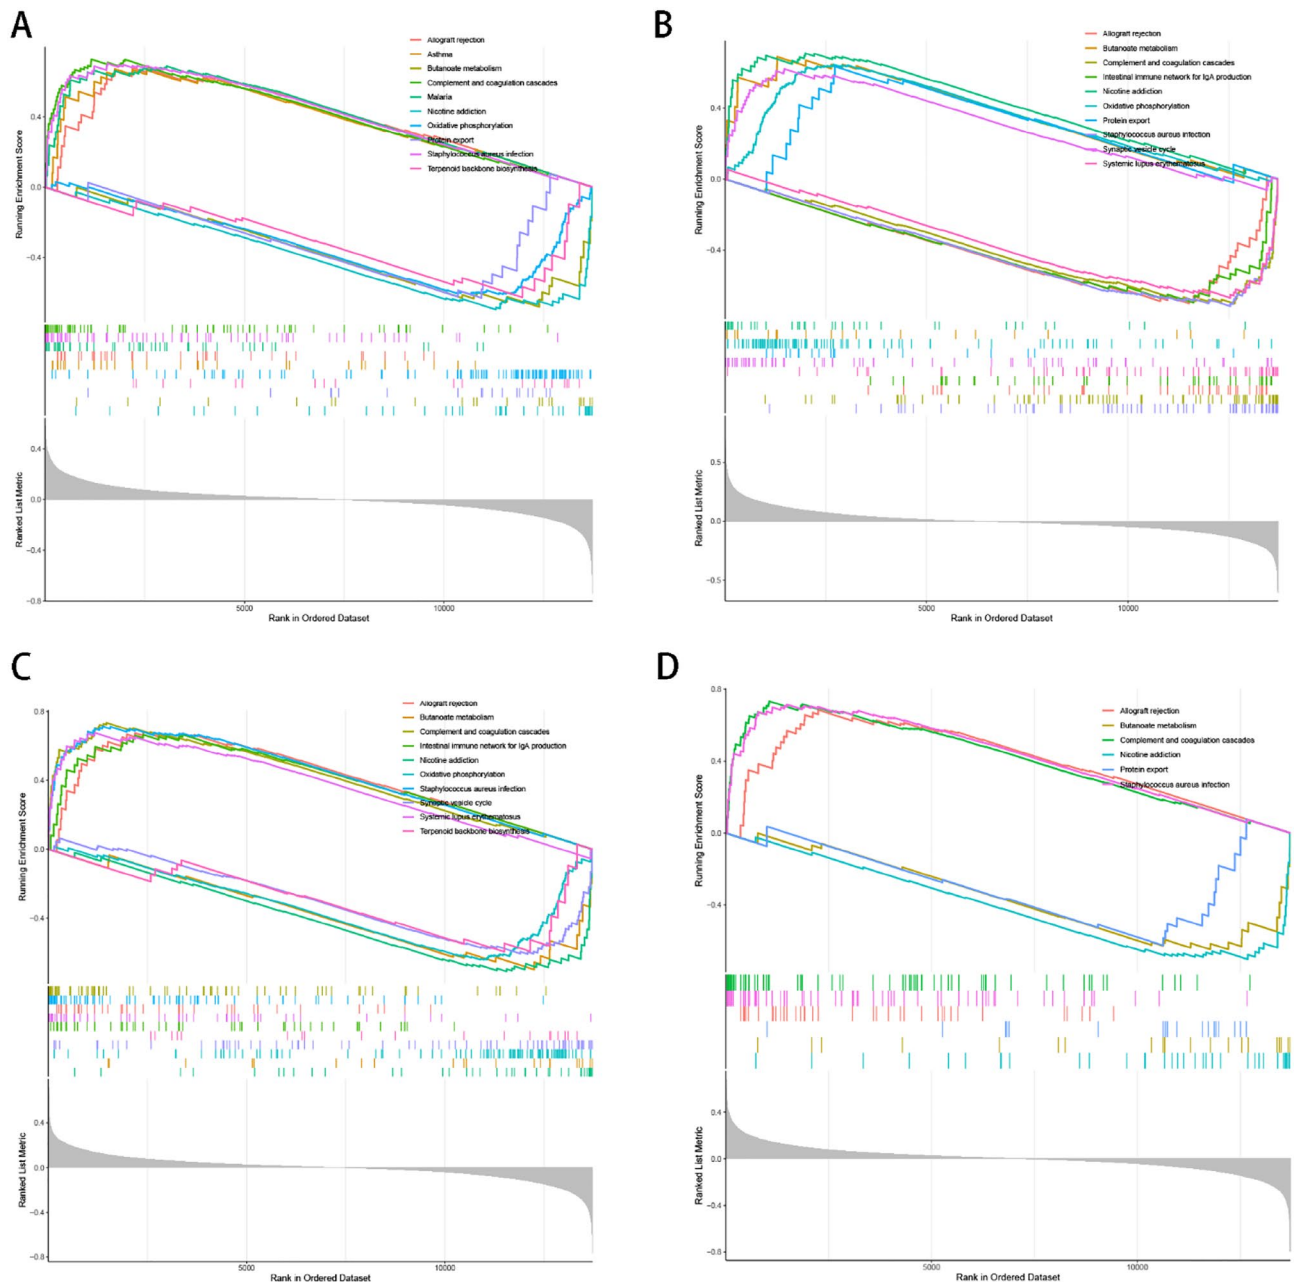 A
Allograft rejection
Asthma
Butanoate metabolism
Complement and coagulation cascades
Malaria
Nicotine addiction
Oxidative phosphorylation
Protein export
Staphylococcus aureus infection
Terpenoid backbone biosynthesis
Running Enrichment Score
0.4
0.0
−0.4
Ranked List Metric
0.4
0.0
−0.4
−0.8
5000
10000
Rank in Ordered Dataset
B
Allograft rejection
Butanoate metabolism
Complement and coagulation cascades
Intestinal immune network for IgA production
Nicotine addiction
Oxidative phosphorylation
Protein export
Staphylococcus aureus infection
Synaptic vesicle cycle
Systemic lupus erythematosus
Running Enrichment Score
0.4
0.0
−0.4
Ranked List Metric
0.5
0.0
−0.5
5000
10000
Rank in Ordered Dataset
C
Allograft rejection
Butanoate metabolism
Complement and coagulation cascades
Intestinal immune network for IgA production
Nicotine addiction
Oxidative phosphorylation
Staphylococcus aureus infection
Synaptic vesicle cycle
Systemic lupus erythematosus
Terpenoid backbone biosynthesis
Running Enrichment Score
0.8
0.4
0.0
−0.4
Ranked List Metric
0.4
0.0
−0.4
−0.8
5000
10000
Rank in Ordered Dataset
D
Allograft rejection
Butanoate metabolism
Complement and coagulation cascades
Nicotine addiction
Protein export
Staphylococcus aureus infection
Running Enrichment Score
0.8
0.4
0.0
−0.4
Ranked List Metric
0.4
0.0
−0.4
−0.8
5000
10000
Rank in Ordered Dataset